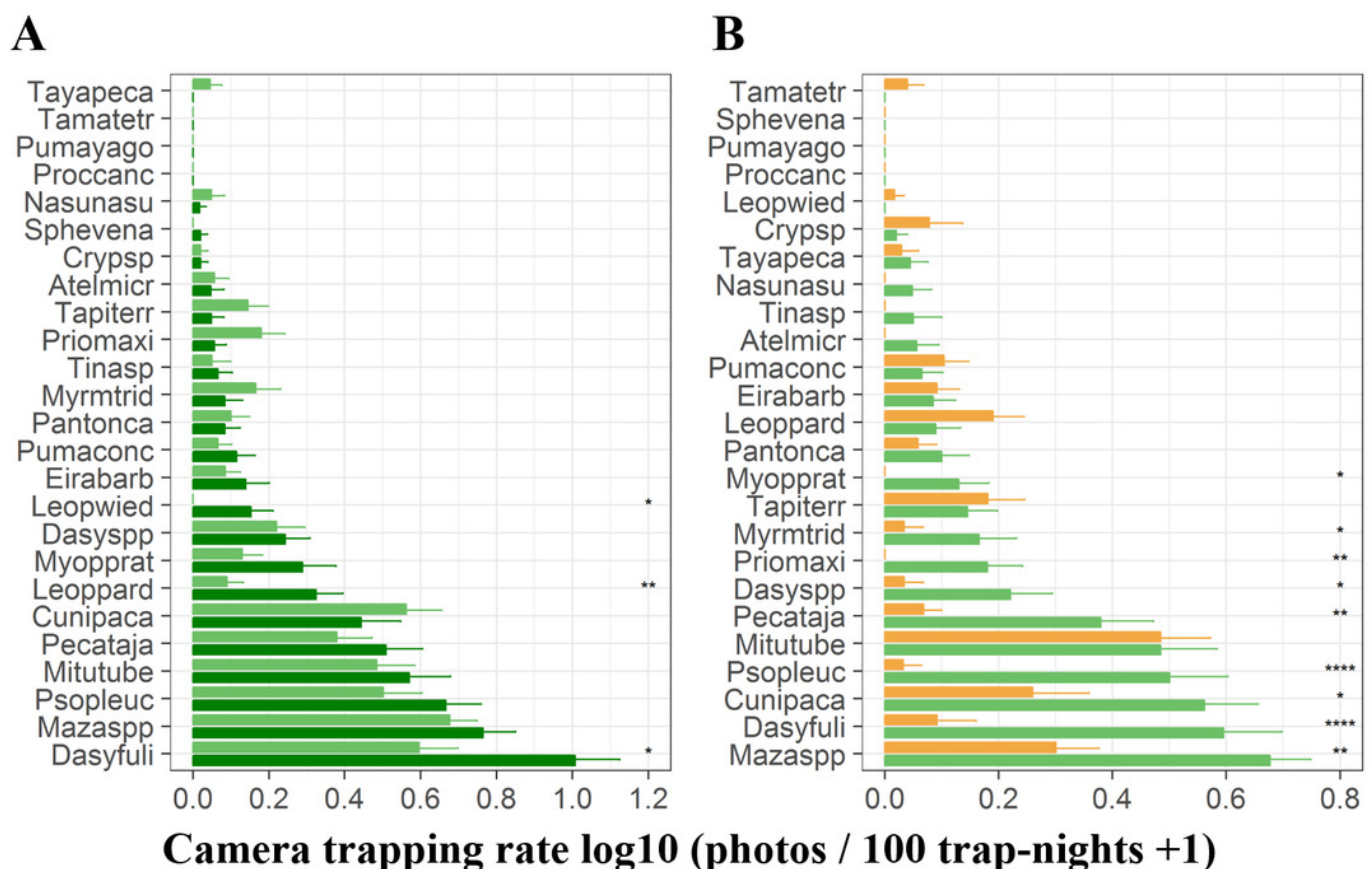 A
Tayapeca
Tamatetr
Pumayago
Proccanc
Nasunasu
Sphevena
Crypsp
Atelmicr
Tapiterr
Priomaxi
Tinasp
Myrmtrid
Pantonca
Pumaconc
Eirabarb
Leopwied *
Dasyspp
Myopprat
Leoppard **
Cunipaca
Pecataja
Mitutube
Psopleuc
Mazaspp
Dasyfuli *
0.0 0.2 0.4 0.6 0.8 1.0 1.2
B
Tamatetr
Sphevena
Pumayago
Proccanc
Leopwied
Crypsp
Tayapeca
Nasunasu
Tinasp
Atelmicr
Pumaconc
Eirabarb
Leoppard
Pantonca
Myopprat *
Tapiterr
Myrmtrid *
Priomaxi **
Dasyspp *
Pecataja **
Mitutube
Psopleuc ****
Cunipaca *
Dasyfuli ****
Mazaspp **
0.0 0.2 0.4 0.6 0.8
Camera trapping rate log10 (photos / 100 trap-nights +1)